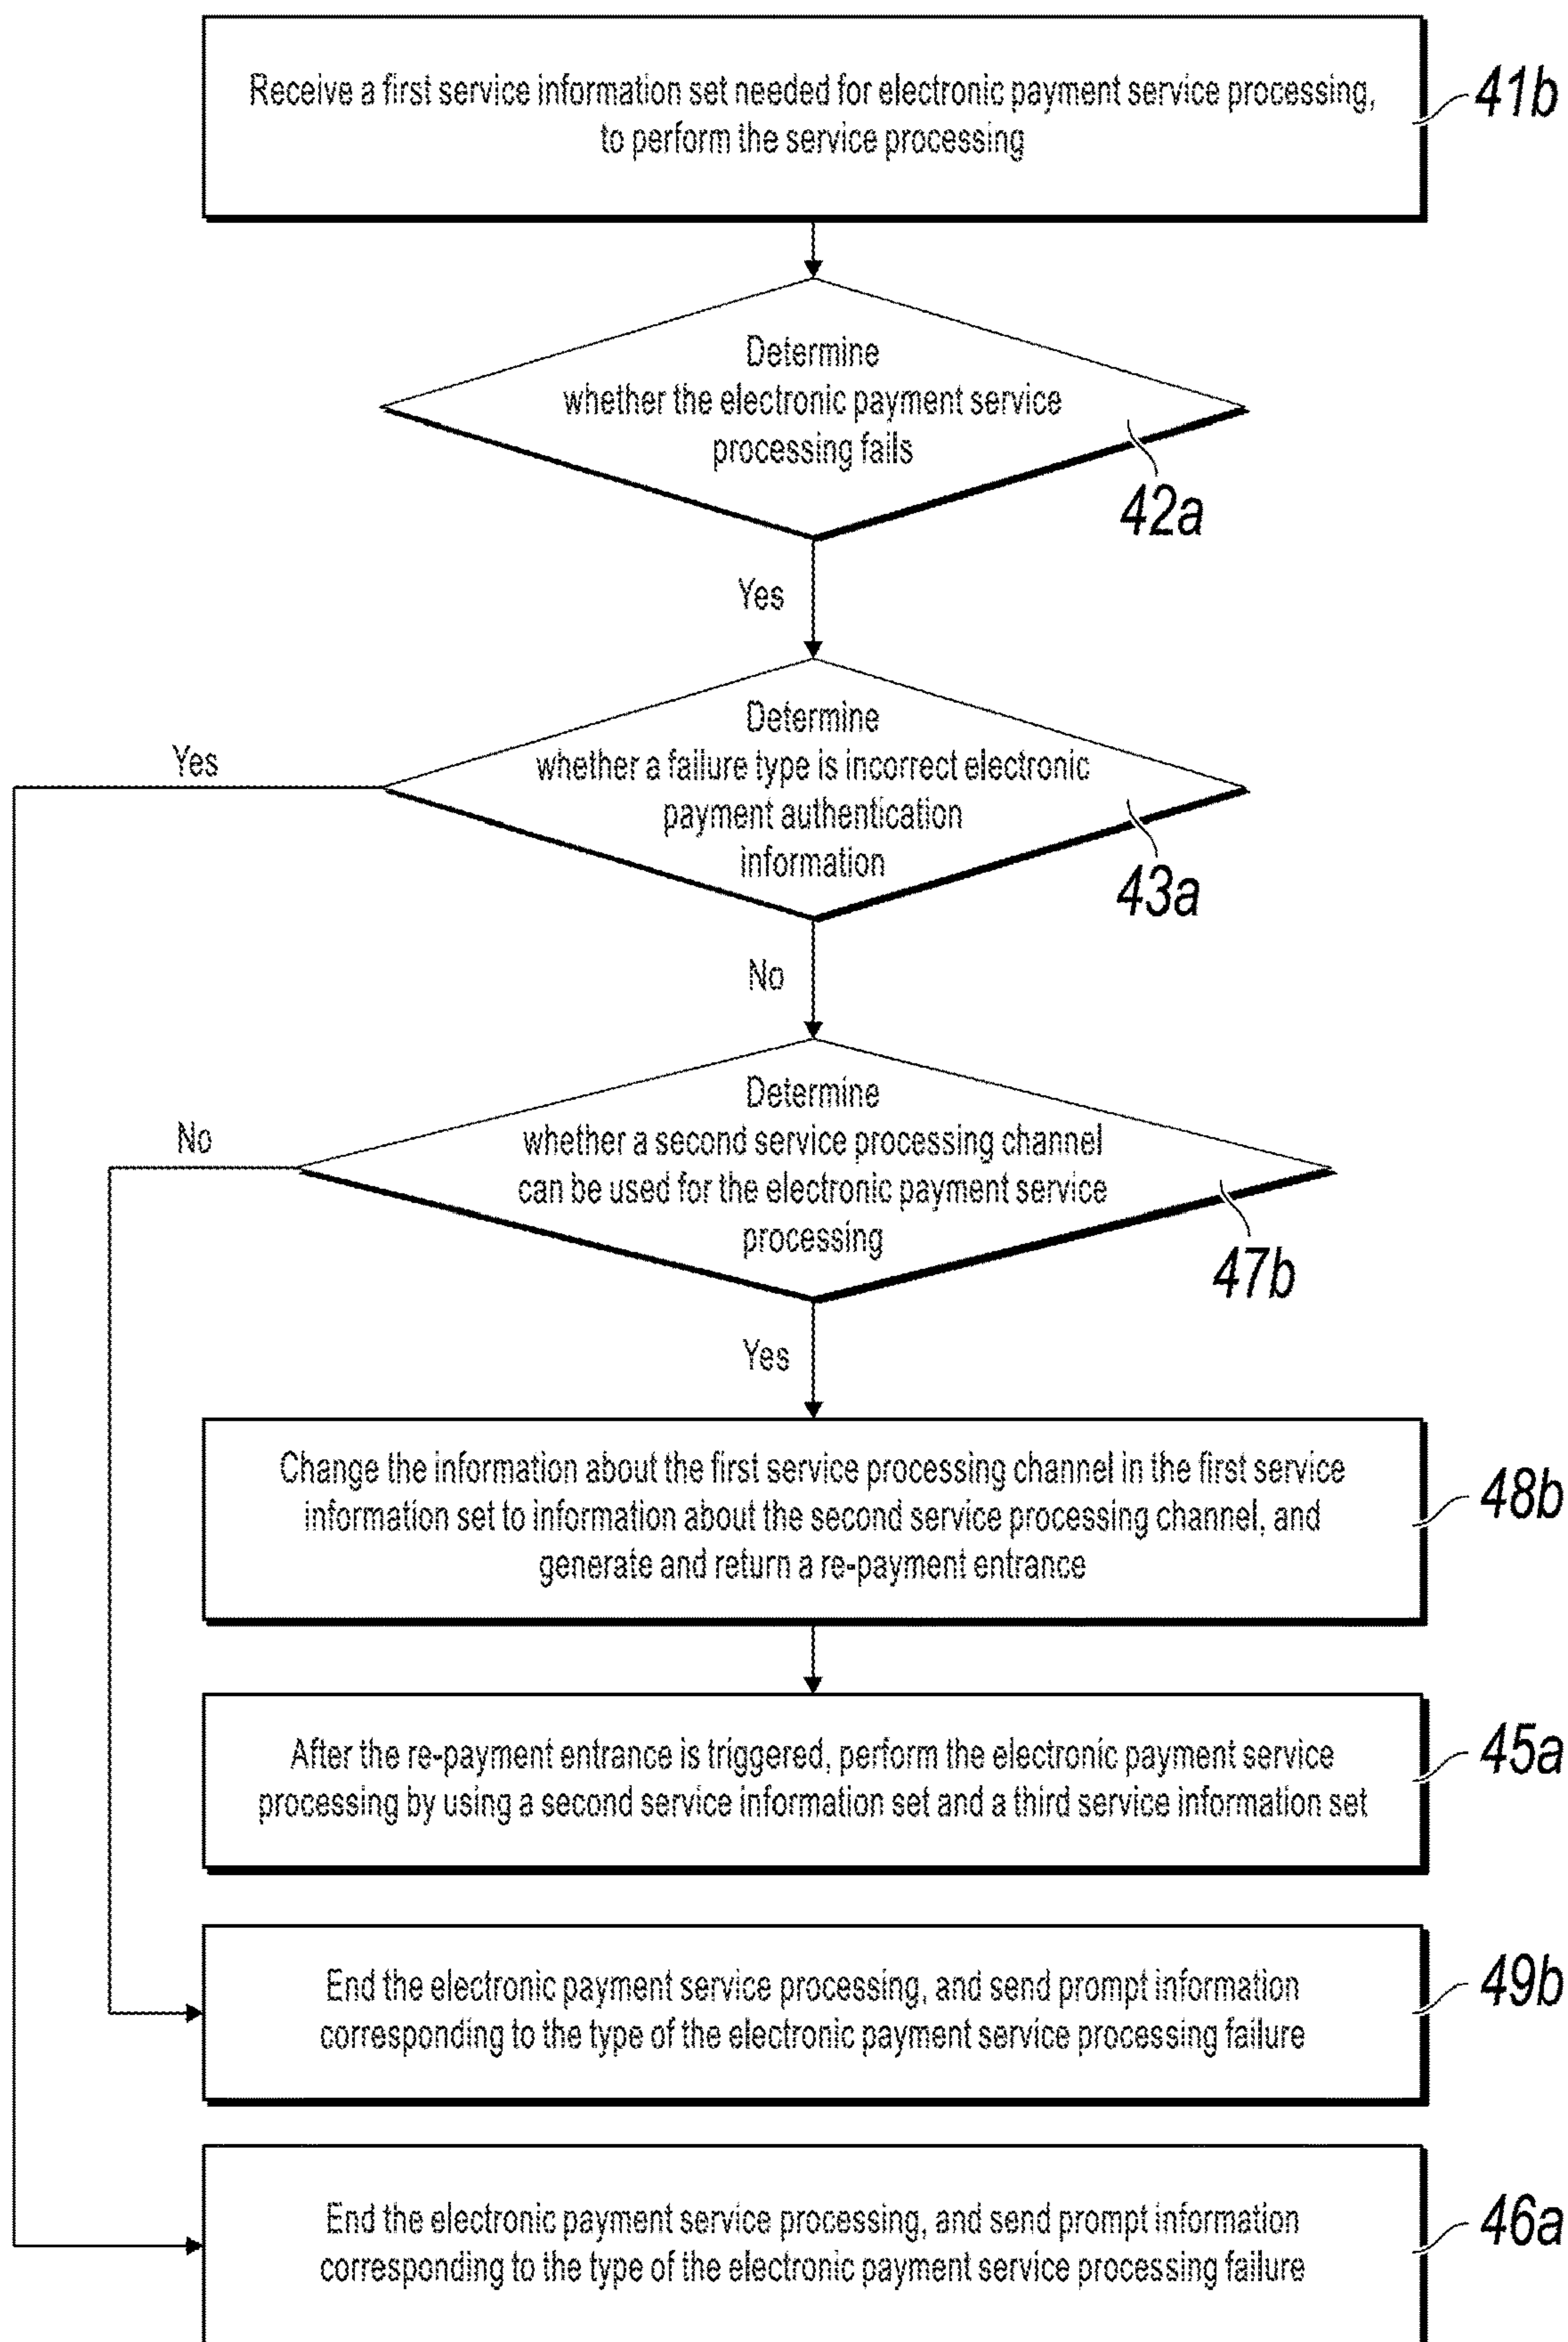 Receive a first service information set needed for electronic payment service processing,
to perform the service processing
41b
Determine
whether the electronic payment service
processing fails
42a
Yes
Determine
whether a failure type is incorrect electronic
payment authentication
information
43a
Yes
No
Determine
whether a second service processing channel
can be used for the electronic payment service
processing
47b
No
Yes
Change the information about the first service processing channel in the first service
information set to information about the second service processing channel, and
generate and return a re-payment entrance
48b
After the re-payment entrance is triggered, perform the electronic payment service
processing by using a second service information set and a third service information set
45a
End the electronic payment service processing, and send prompt information
corresponding to the type of the electronic payment service processing failure
49b
End the electronic payment service processing, and send prompt information
corresponding to the type of the electronic payment service processing failure
46a